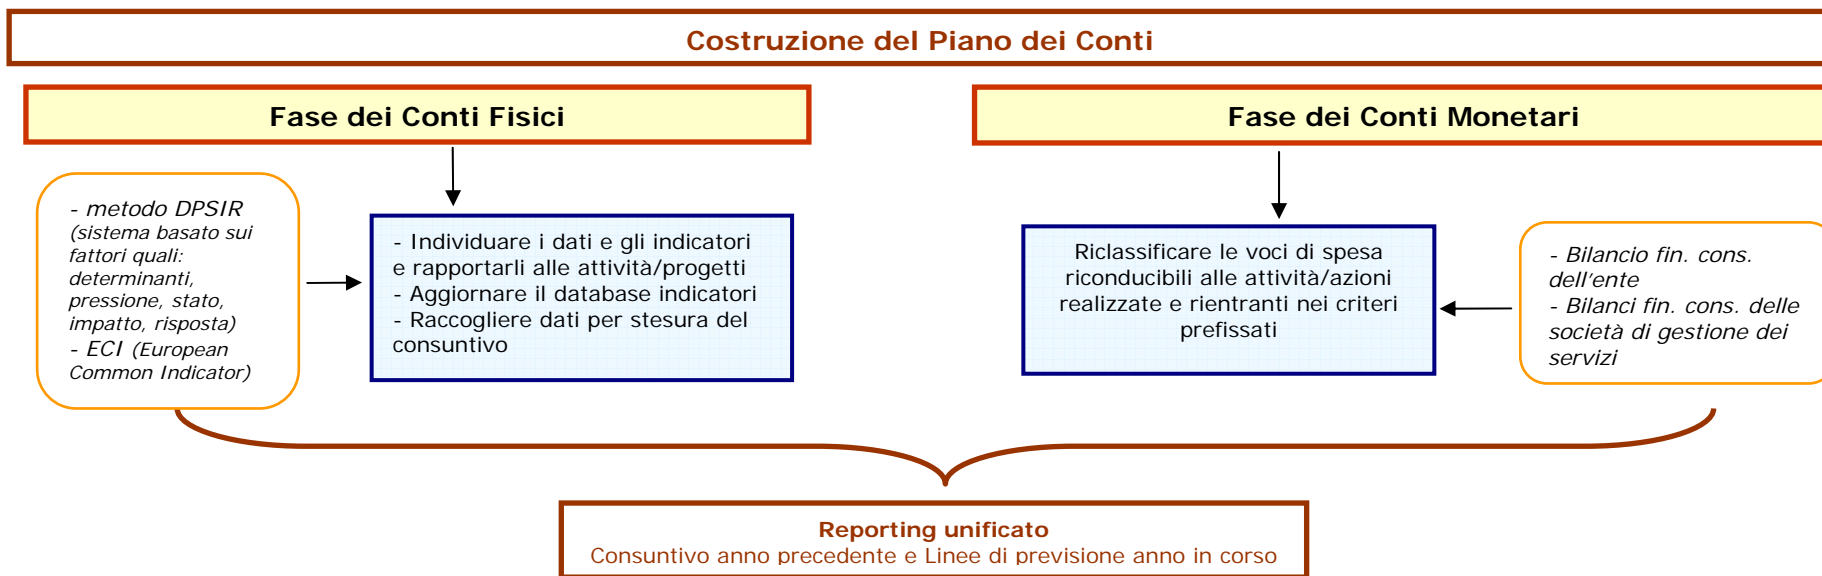 Costruzione del Piano dei Conti
Fase dei Conti Fisici
Fase dei Conti Monetari
- metodo DPSIR
(sistema basato sui
fattori quali:
determinanti,
pressione, stato,
impatto, risposta)
- ECI (European
Common Indicator)
- Individuare i dati e gli indicatori
e rapportarli alle attività/progetti
- Aggiornare il database indicatori
- Raccogliere dati per stesura del
consuntivo
Riclassificare le voci di spesa
riconducibili alle attività/azioni
realizzate e rientranti nei criteri
prefissati
- Bilancio fin. cons.
dell’ente
- Bilanci fin. cons. delle
società di gestione dei
servizi
Reporting unificato
Consuntivo anno precedente e Linee di previsione anno in corso